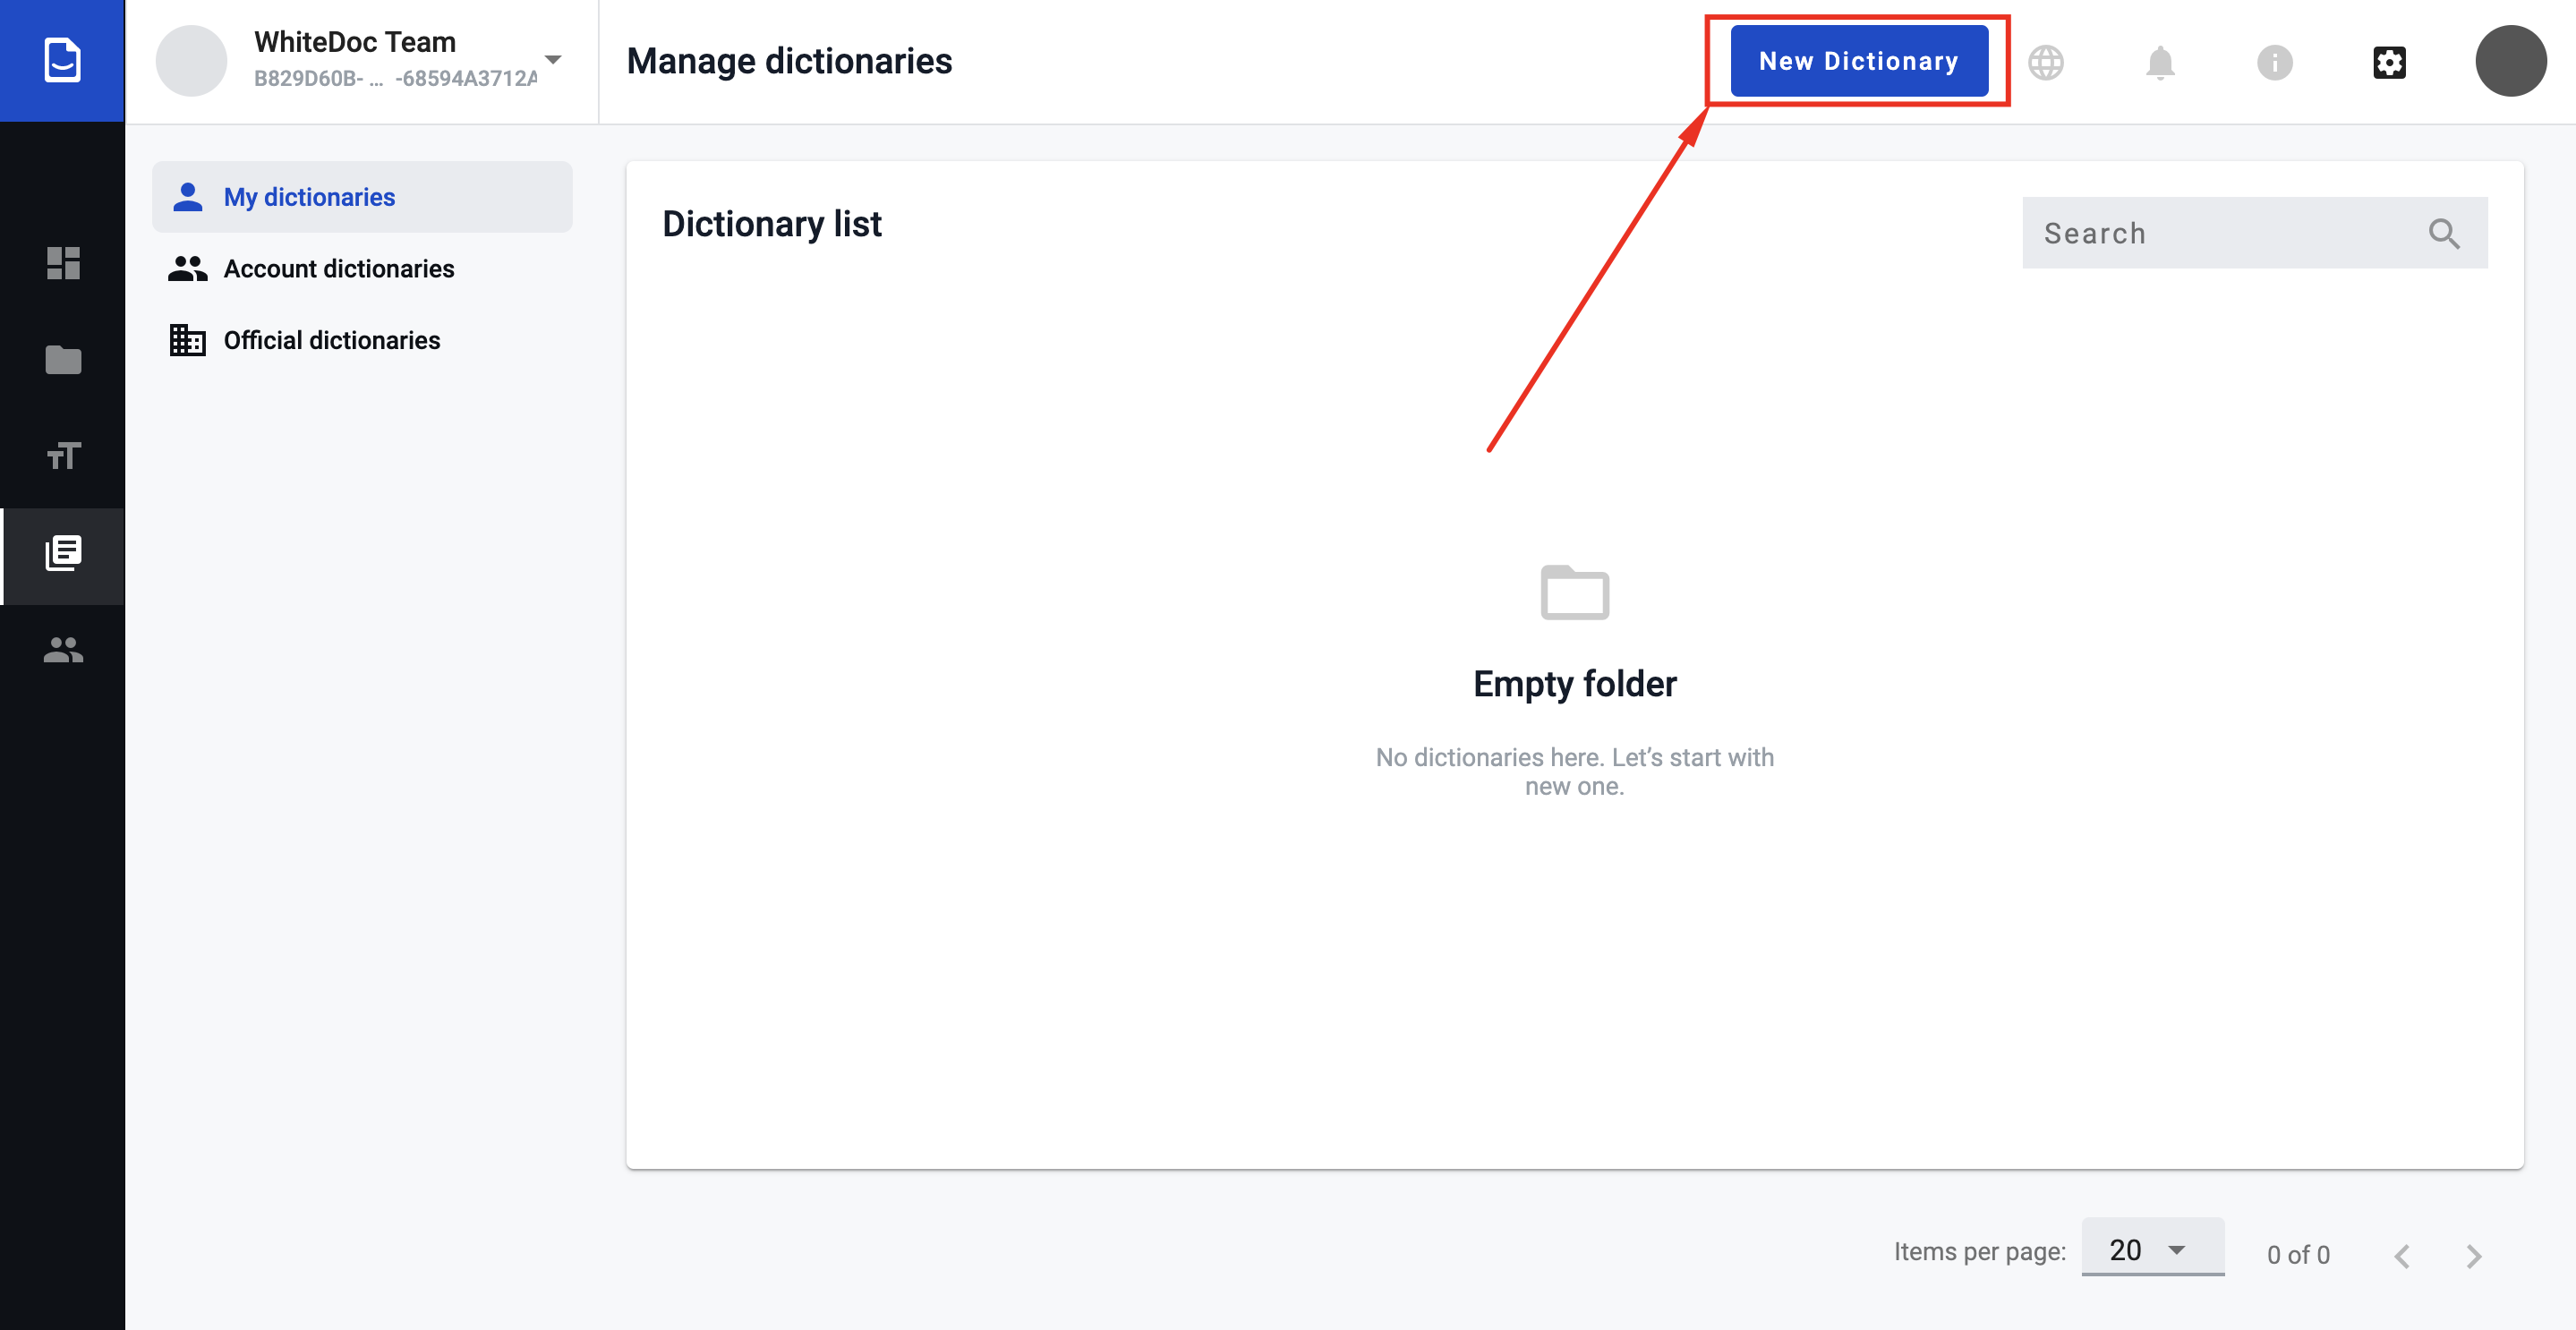 WhiteDoc Team
B829D60B- ... -68594A3712A
Manage dictionaries
New Dictionary
My dictionaries
Account dictionaries
Official dictionaries
Dictionary list
Search
Empty folder
No dictionaries here. Let’s start with
new one.
Items per page:
20
0 of 0